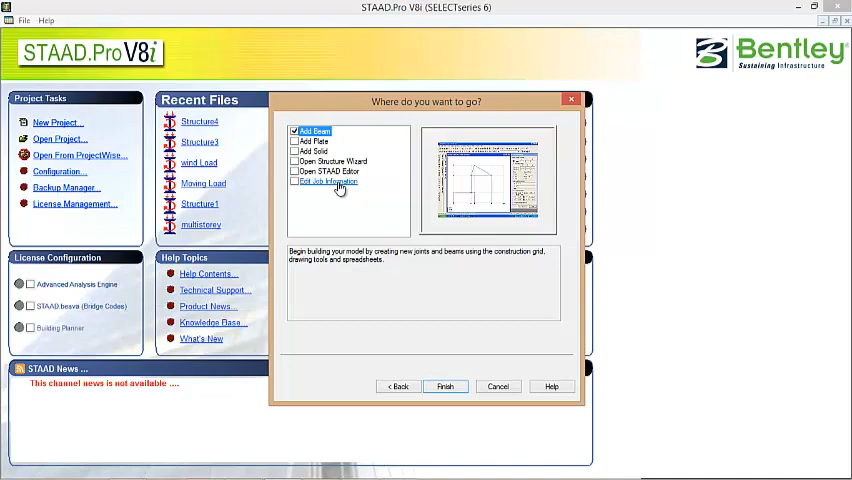 STAAD.Pro V8i (SELECTseries 6)
File Help
STAAD.Pro V8i
Bentley
Sustaining Infrastructure
Project Tasks
New Project...
Open Project...
Open From ProjectWise...
Configuration...
Backup Manager...
License Management...
Recent Files
Structure4
Structure3
wind Load
Moving Load
Structure1
multistorey
License Configuration
Advanced Analysis Engine
STAAD.beava (Bridge Codes)
Building Planner
Help Topics
Help Contents...
Technical Support...
Product News...
Knowledge Base...
What's New
STAAD News ...
This channel news is not available ....
Where do you want to go?
Add Beam
Add Plate
Add Solid
Open Structure Wizard
Open STAAD Editor
Edit Job Information
Begin building your model by creating new joints and beams using the construction grid,
drawing tools and spreadsheets.
< Back Finish Cancel Help